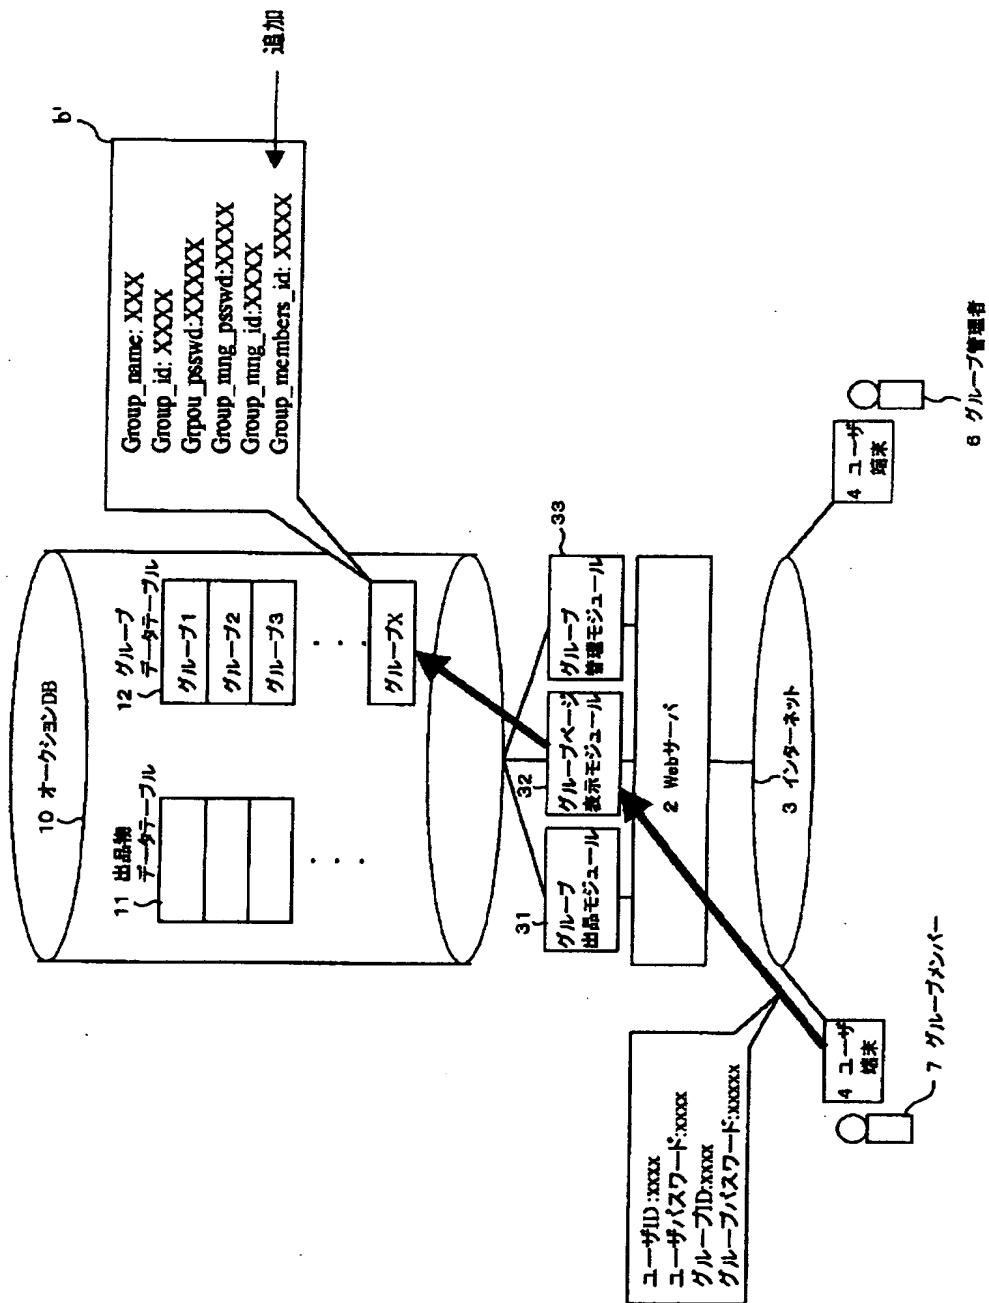 10 オークションDB
11 出品物
データテーブル
12 グループ
データテーブル
グループ1
グループ2
グループ3
グループX
b'
Group_name: XXX
Group_id: XXXX
Grpou_psswd:XXXXX
Group_mng_psswd:XXXX
Group_mng_id:XXXX
Group_members_id: XXXX
追加
31
グループ
出品モジュール
32
グループページ
表示モジュール
33
グループ
管理モジュール
2 Webサーバ
3 インターネット
ユーザID:xxxx
ユーザパスワード:xxxx
グループID:xxxx
グループパスワード:xxxxx
4 ユーザ
端末
7 グループメンバー
4 ユーザ
端末
6 グループ管理者